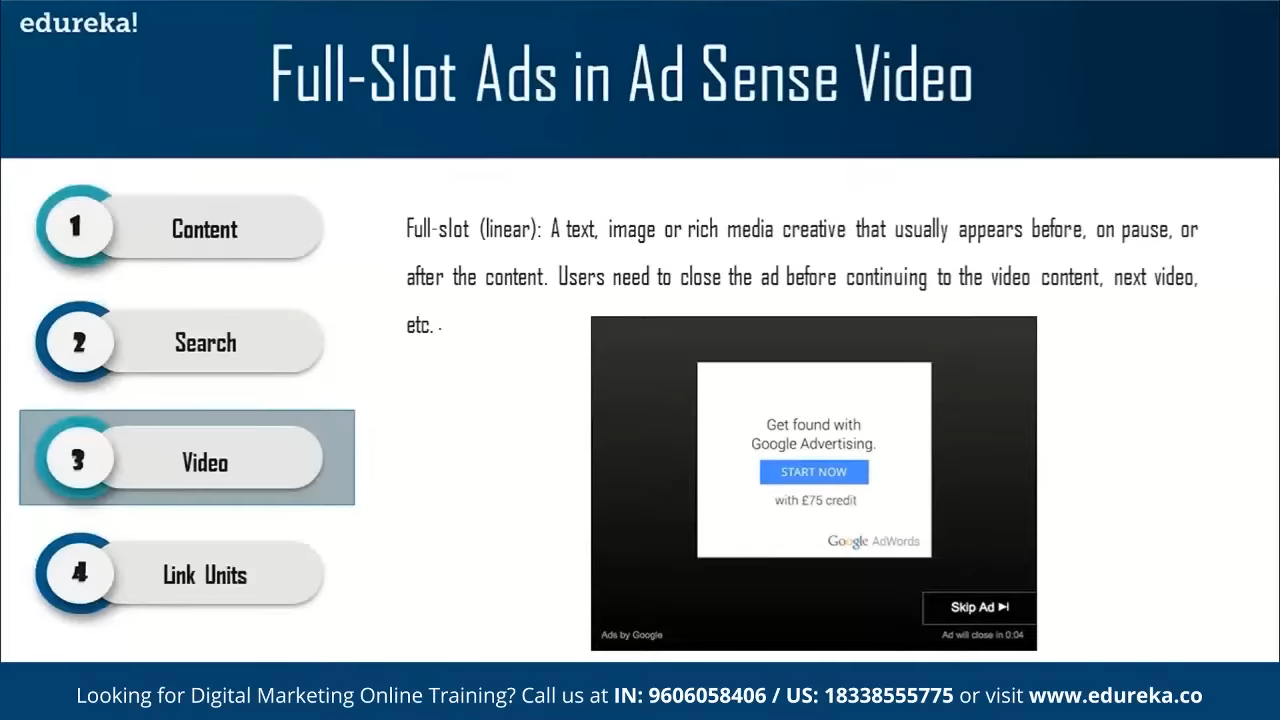 edureka!
Full-Slot Ads in Ad Sense Video
1 Content
2 Search
3 Video
4 Link Units
Full-slot (linear): A text, image or rich media creative that usually appears before, on pause, or
after the content. Users need to close the ad before continuing to the video content, next video,
etc. .
Get found with
Google Advertising.
START NOW
with £75 credit
Google AdWords
Skip Ad
Ads by Google
Ad will close in 0:04
Looking for Digital Marketing Online Training? Call us at IN: 9606058406 / US: 18338555775 or visit www.edureka.co